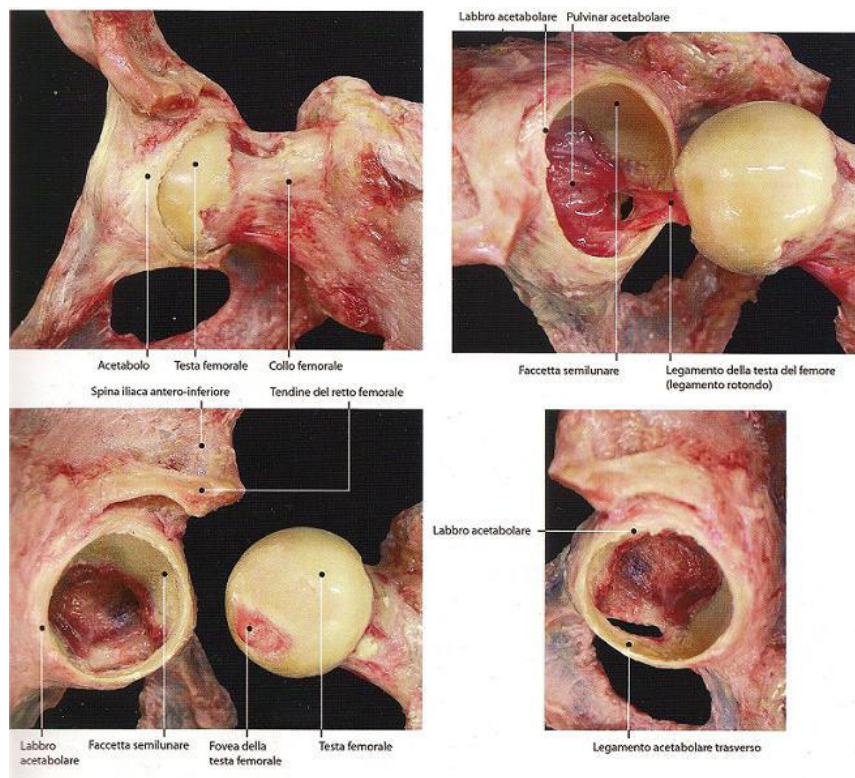 Labbro acetabolare
Pulvinar acetabolare
Acetabolo
Testa femorale
Collo femorale
Faccetta semilunare
Legamento della testa del femore
(legamento rotondo)
Spina iliaca antero-inferiore
Tendine del retto femorale
Labbro acetabolare
Labbro
acetabolare
Faccetta semilunare
Fovea della
testa femorale
Testa femorale
Legamento acetabolare trasverso